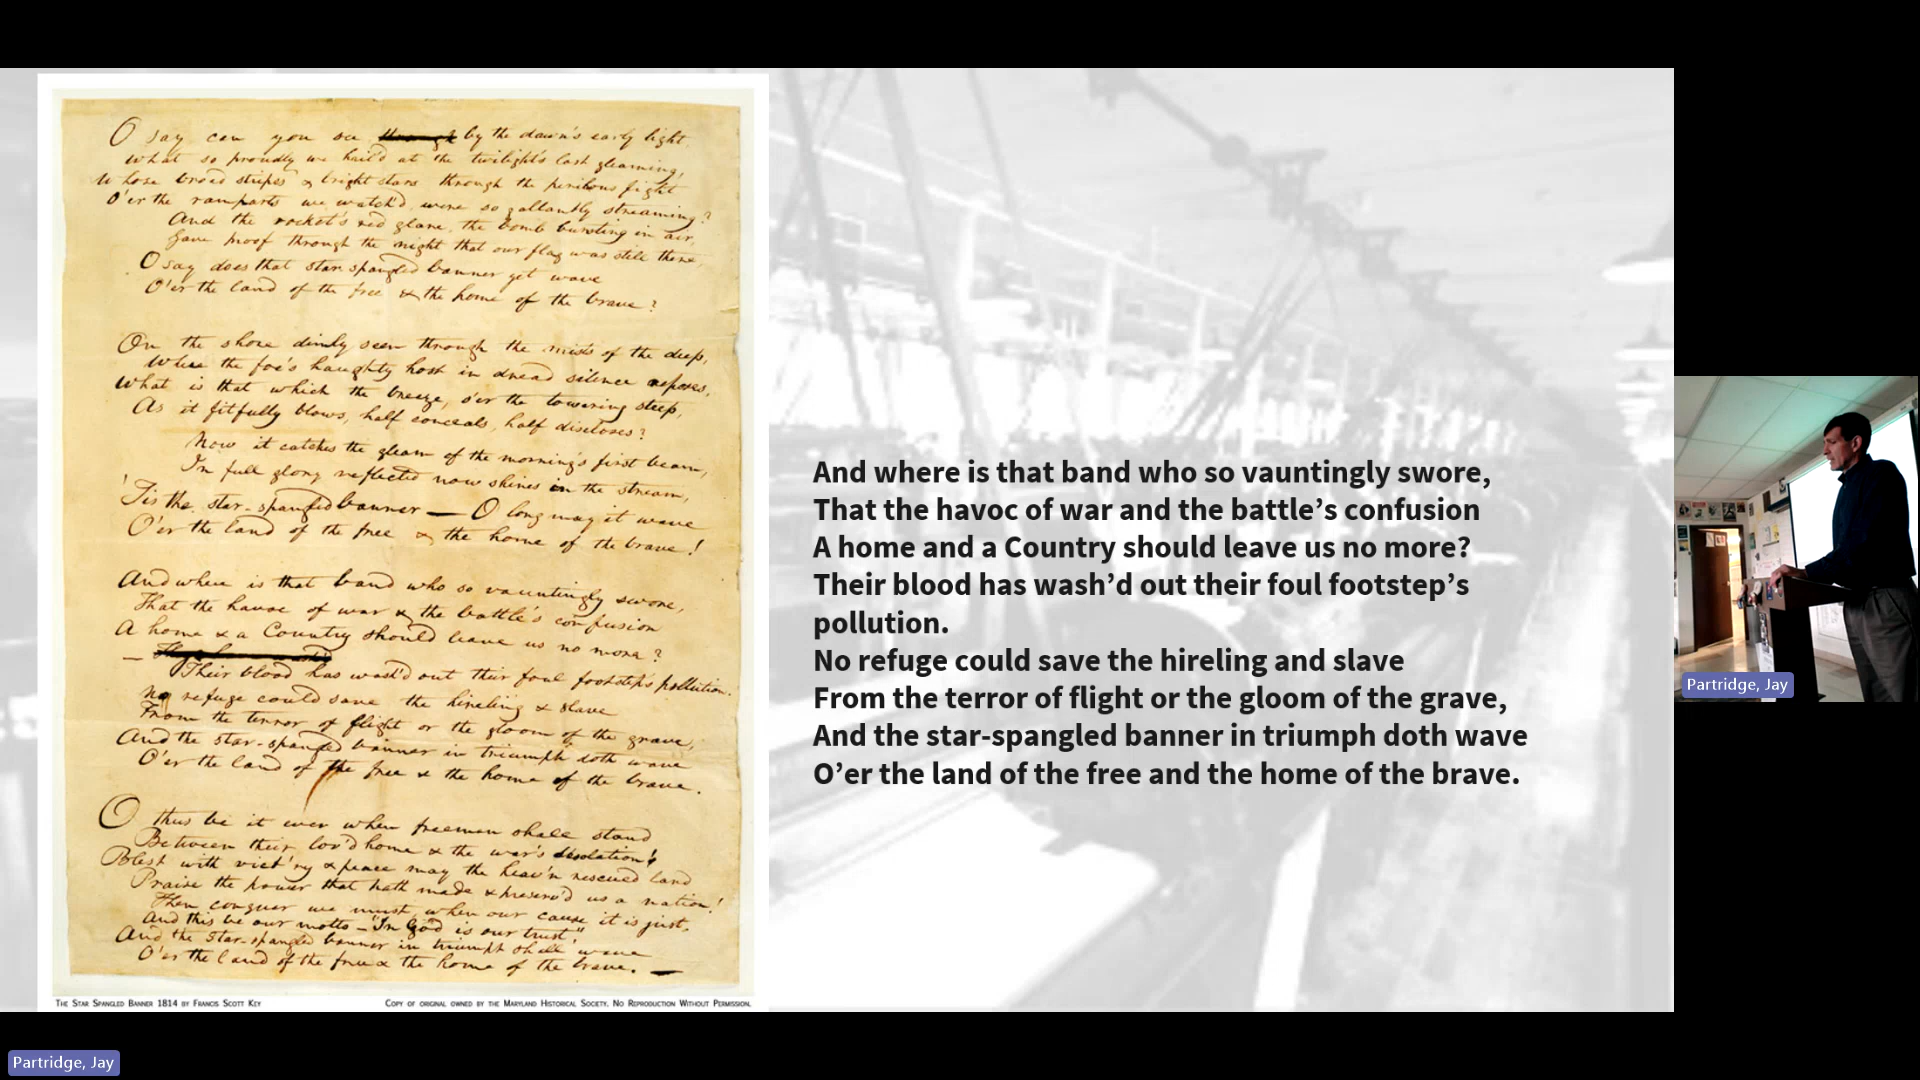 O say can you see ~~through~~ by the dawn's early light,
What so proudly we hail'd at the twilight's last gleaming,
Whose broad stripes & bright stars through the perilous fight
O'er the ramparts we watch'd, were so gallantly streaming?
And the rocket's red glare, the bomb bursting in air,
Gave proof through the night that our flag was still there,
O say does that star-spangled banner yet wave
O'er the land of the free & the home of the brave?
On the shore dimly seen through the mists of the deep,
Where the foe's haughty host in dread silence reposes,
What is that which the breeze, o'er the towering steep,
As it fitfully blows, half conceals, half discloses?
Now it catches the gleam of the morning's first beam,
In full glory reflected now shines in the stream,
'Tis the star-spangled banner — O long may it wave
O'er the land of the free & the home of the brave!
And where is that band who so vauntingly swore,
That the havoc of war & the battle's confusion
A home & a Country should leave us no more?
—
Their blood has wash'd out their foul footstep's pollution.
No refuge could save the hireling & slave
From the terror of flight or the gloom of the grave,
And the star-spangled banner in triumph doth wave
O'er the land of the free & the home of the brave.
O thus be it ever when freemen shall stand
Between their lov'd home & the war's desolation!
Blest with vict'ry & peace may the heav'n rescued land
Praise the power that hath made & preserv'd us a nation!
Then conquer we must, when our cause it is just,
And this be our motto - "In God is our trust,"
And the star-spangled banner in triumph shall wave
O'er the land of the free & the home of the brave. —
The Star Spangled Banner 1814 by Francis Scott Key
Copy of original owned by the Maryland Historical Society. No Reproduction Without Permission.
And where is that band who so vauntingly swore,
That the havoc of war and the battle’s confusion
A home and a Country should leave us no more?
Their blood has wash’d out their foul footstep’s
pollution.
No refuge could save the hireling and slave
From the terror of flight or the gloom of the grave,
And the star-spangled banner in triumph doth wave
O’er the land of the free and the home of the brave.
Partridge, Jay
Partridge, Jay